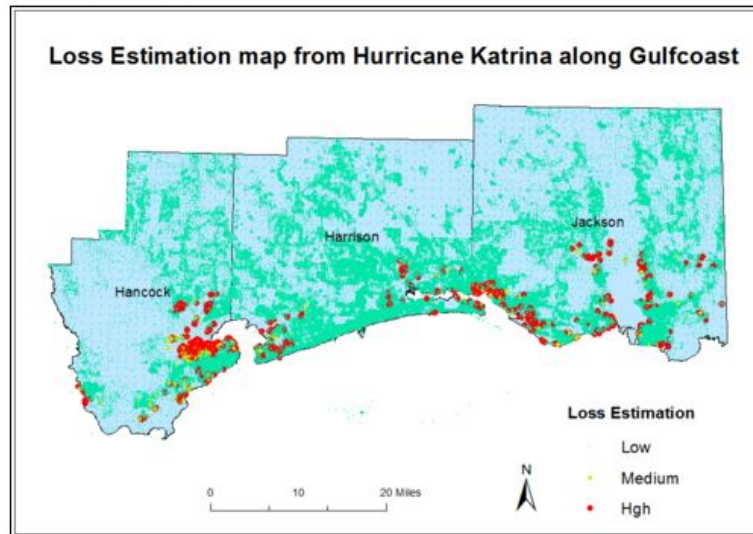 Loss Estimation map from Hurricane Katrina along Gulfcoast
Jackson
Harrison
Hancock
Loss Estimation
Low
Medium
Hgh
N
0 10 20 Miles